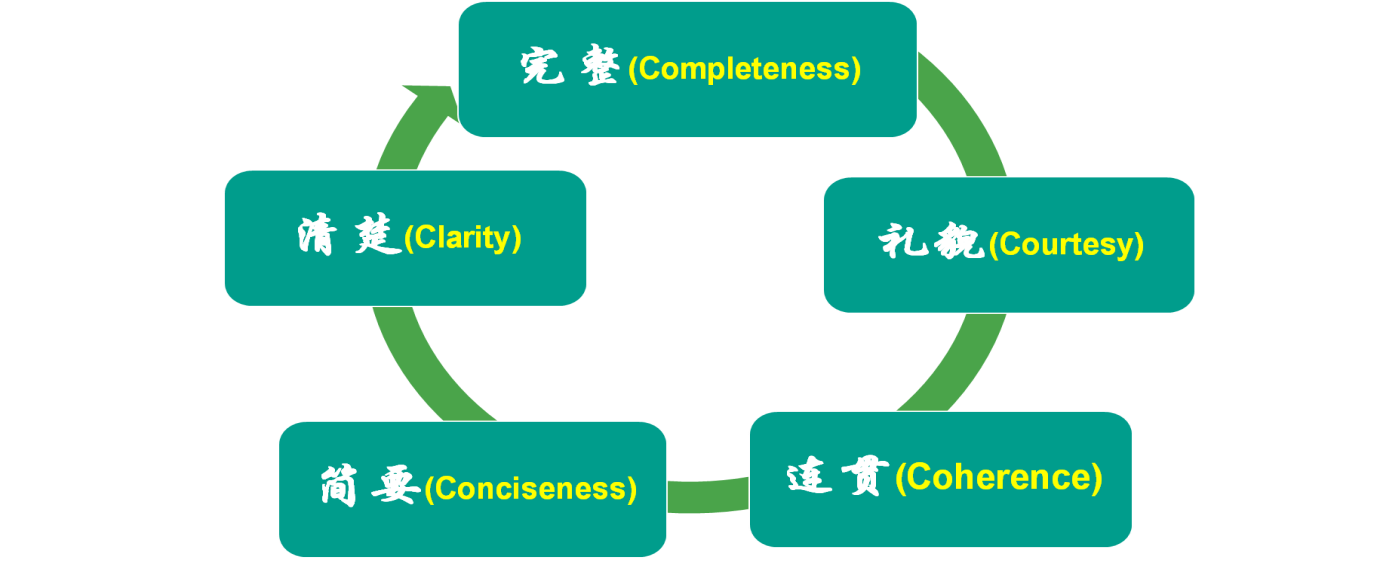 完整(Completeness)
清楚(Clarity)
礼貌(Courtesy)
简要(Conciseness)
连贯(Coherence)